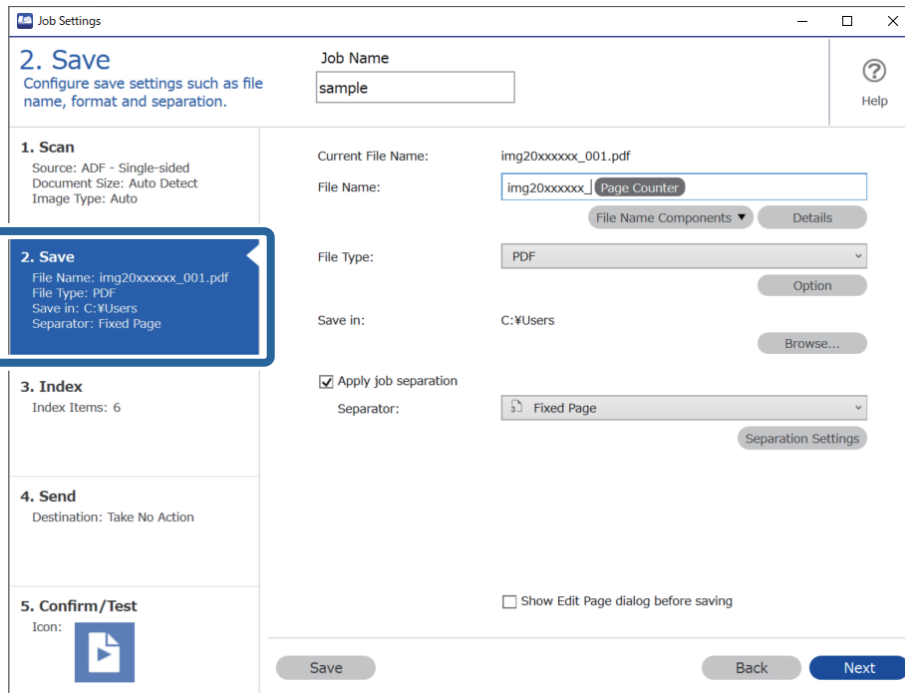 Job Settings
2. Save
Configure save settings such as file
name, format and separation.
Job Name
sample
Help
1. Scan
Source: ADF - Single-sided
Document Size: Auto Detect
Image Type: Auto
2. Save
File Name: img20xxxxxx_001.pdf
File Type: PDF
Save in: C:¥Users
Separator: Fixed Page
3. Index
Index Items: 6
4. Send
Destination: Take No Action
5. Confirm/Test
Icon:
Current File Name: img20xxxxxx_001.pdf
File Name: img20xxxxxx_ Page Counter
File Name Components ▼ Details
File Type: PDF
Option
Save in: C:¥Users
Browse...
Apply job separation
Separator: 3 Fixed Page
Separation Settings
Show Edit Page dialog before saving
Save Back Next